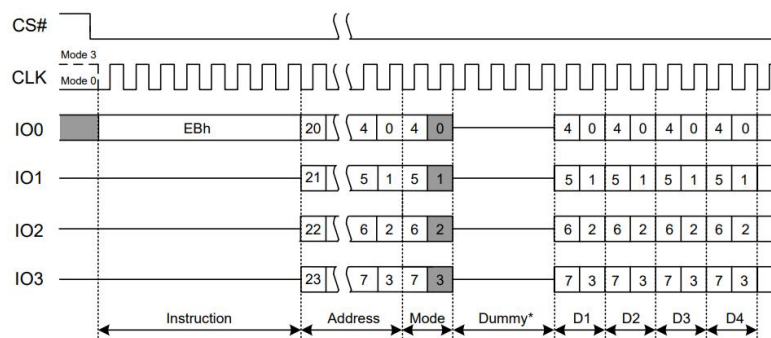 CS#
Mode 3
CLK
Mode 0
IO0 EBh 20 4 0 4 0 4 0 4 0 4 0 4 0
IO1 21 5 1 5 1 5 1 5 1 5 1 5 1
IO2 22 6 2 6 2 6 2 6 2 6 2 6 2
IO3 23 7 3 7 3 7 3 7 3 7 3 7 3
Instruction Address Mode Dummy* D1 D2 D3 D4